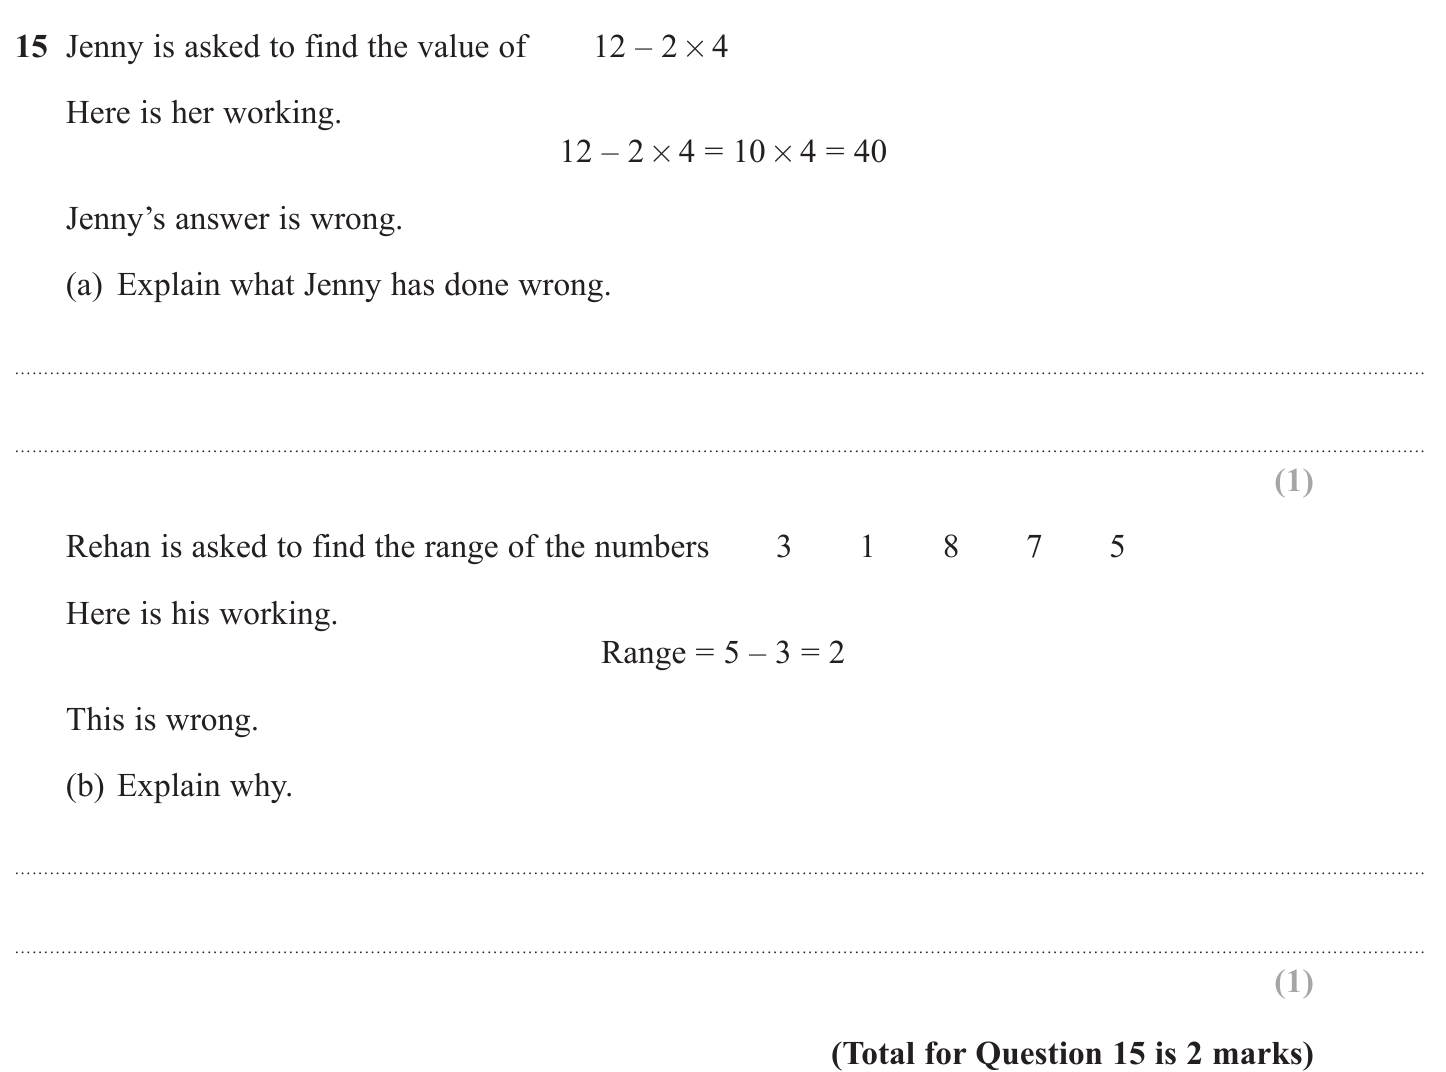 15 Jenny is asked to find the value of 12 – 2 × 4
Here is her working.
12 – 2 × 4 = 10 × 4 = 40
Jenny’s answer is wrong.
(a) Explain what Jenny has done wrong.
(1)
Rehan is asked to find the range of the numbers 3 1 8 7 5
Here is his working.
Range = 5 – 3 = 2
This is wrong.
(b) Explain why.
(1)
(Total for Question 15 is 2 marks)